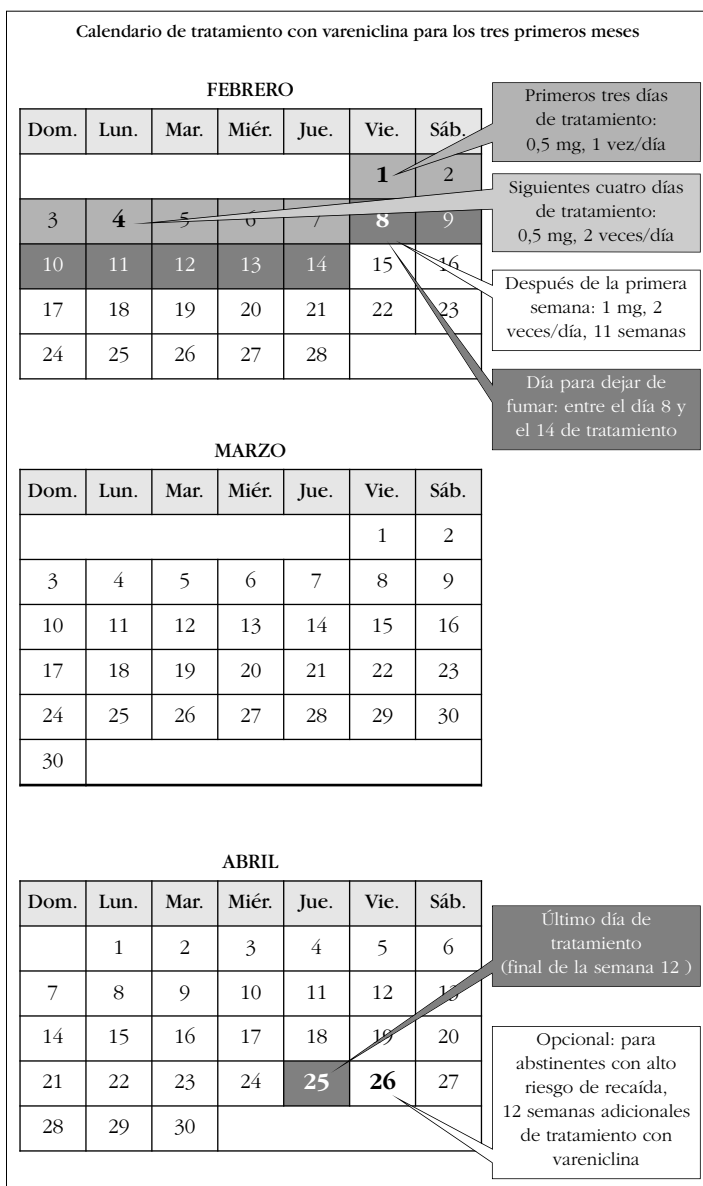 Calendario de tratamiento con vareniclina para los tres primeros meses
FEBRERO
Dom. Lun. Mar. Miér. Jue. Vie. Sáb.
1 2
3 4 5 6 7 8 9
10 11 12 13 14 15 16
17 18 19 20 21 22 23
24 25 26 27 28
Primeros tres días
de tratamiento:
0,5 mg, 1 vez/día
Siguientes cuatro días
de tratamiento:
0,5 mg, 2 veces/día
Después de la primera
semana: 1 mg, 2
veces/día, 11 semanas
Día para dejar de
fumar: entre el día 8 y
el 14 de tratamiento
MARZO
Dom. Lun. Mar. Miér. Jue. Vie. Sáb.
1 2
3 4 5 6 7 8 9
10 11 12 13 14 15 16
17 18 19 20 21 22 23
24 25 26 27 28 29 30
30
ABRIL
Dom. Lun. Mar. Miér. Jue. Vie. Sáb.
1 2 3 4 5 6
7 8 9 10 11 12 13
14 15 16 17 18 19 20
21 22 23 24 25 26 27
28 29 30
Último día de
tratamiento
(final de la semana 12 )
Opcional: para
abstinentes con alto
riesgo de recaída,
12 semanas adicionales
de tratamiento con
vareniclina